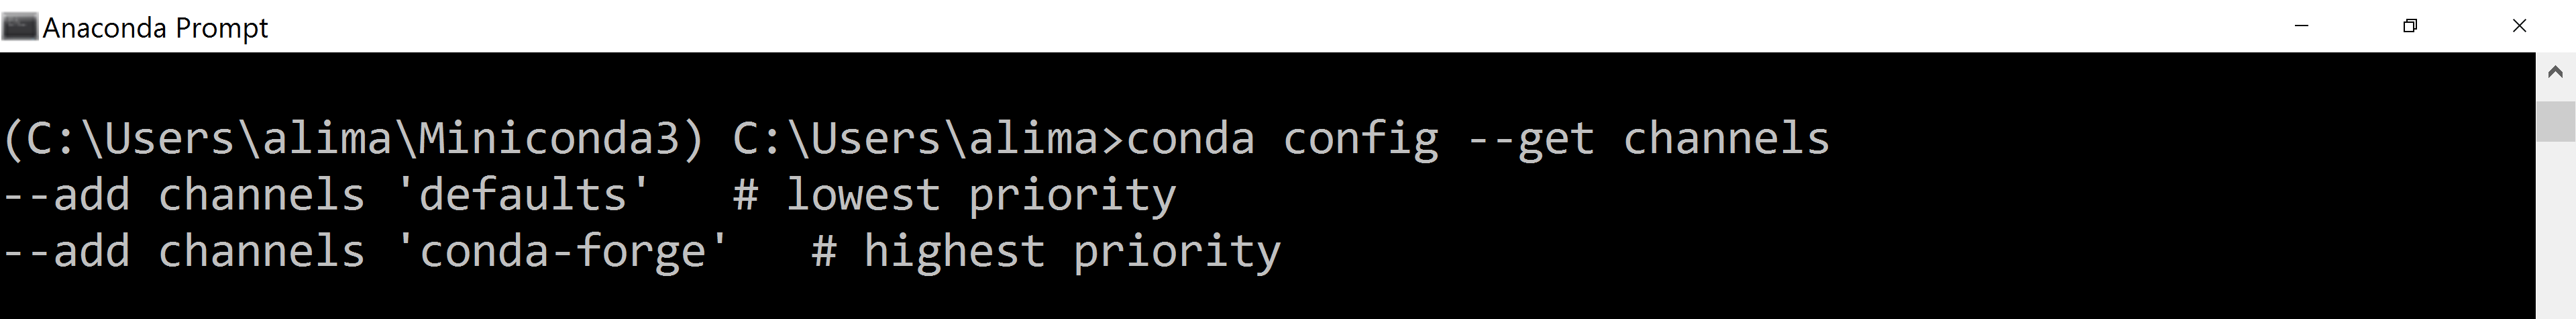 Anaconda Prompt
(C:\Users\alima\Miniconda3) C:\Users\alima>conda config --get channels
--add channels 'defaults'   # lowest priority
--add channels 'conda-forge'   # highest priority